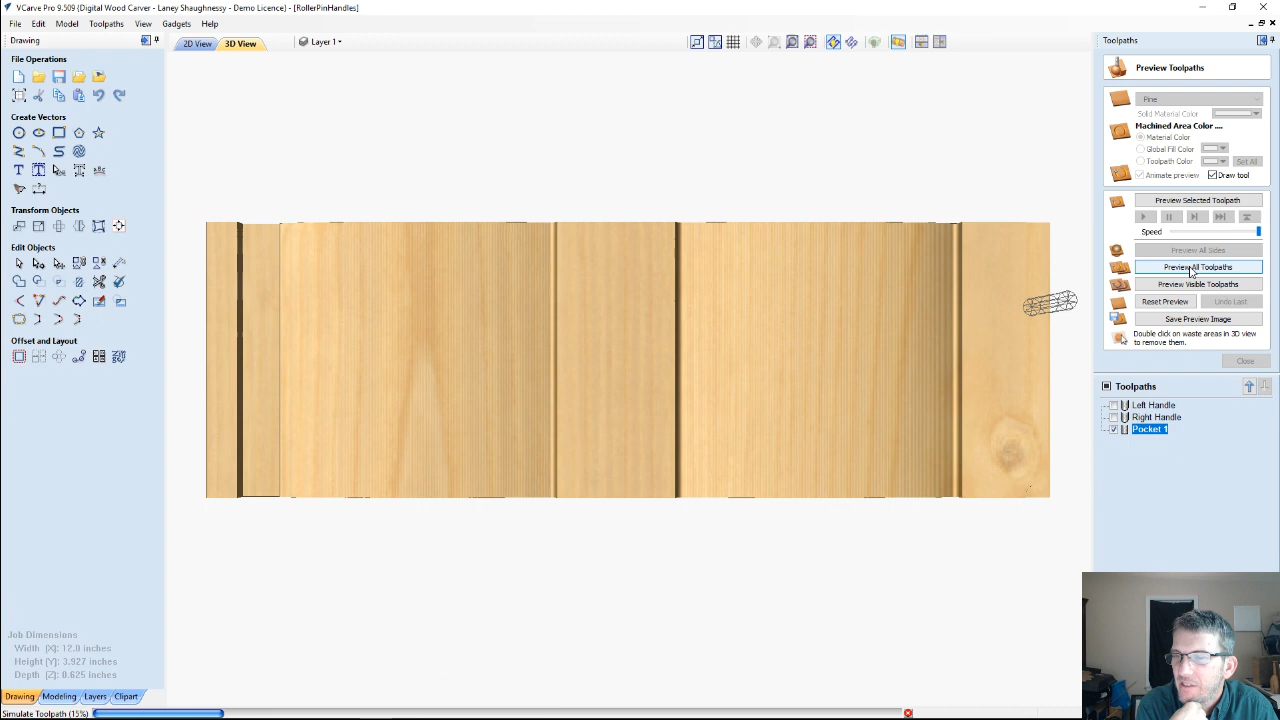 VCarve Pro 9.509 {Digital Wood Carver - Laney Shaughnessy - Demo Licence} - [RollerPinHandles]
File Edit Model Toolpaths View Gadgets Help
Drawing
2D View 3D View Layer 1
Toolpaths
File Operations
Create Vectors
Transform Objects
Edit Objects
Offset and Layout
Job Dimensions
Width [X]: 12.0 inches
Height [Y]: 3.927 inches
Depth [Z]: 0.625 inches
Drawing Modeling Layers Clipart
Simulate Toolpath (15%)
Preview Toolpaths
Pine
Solid Material Color
Machined Area Color ....
Material Color
Global Fill Color
Toolpath Color Set All
Animate preview Draw tool
Preview Selected Toolpath
Speed
Preview All Sides
Preview All Toolpaths
Preview Visible Toolpaths
Reset Preview Undo Last
Save Preview Image
Double click on waste areas in 3D view
to remove them.
Close
Toolpaths
Left Handle
Right Handle
Pocket 1